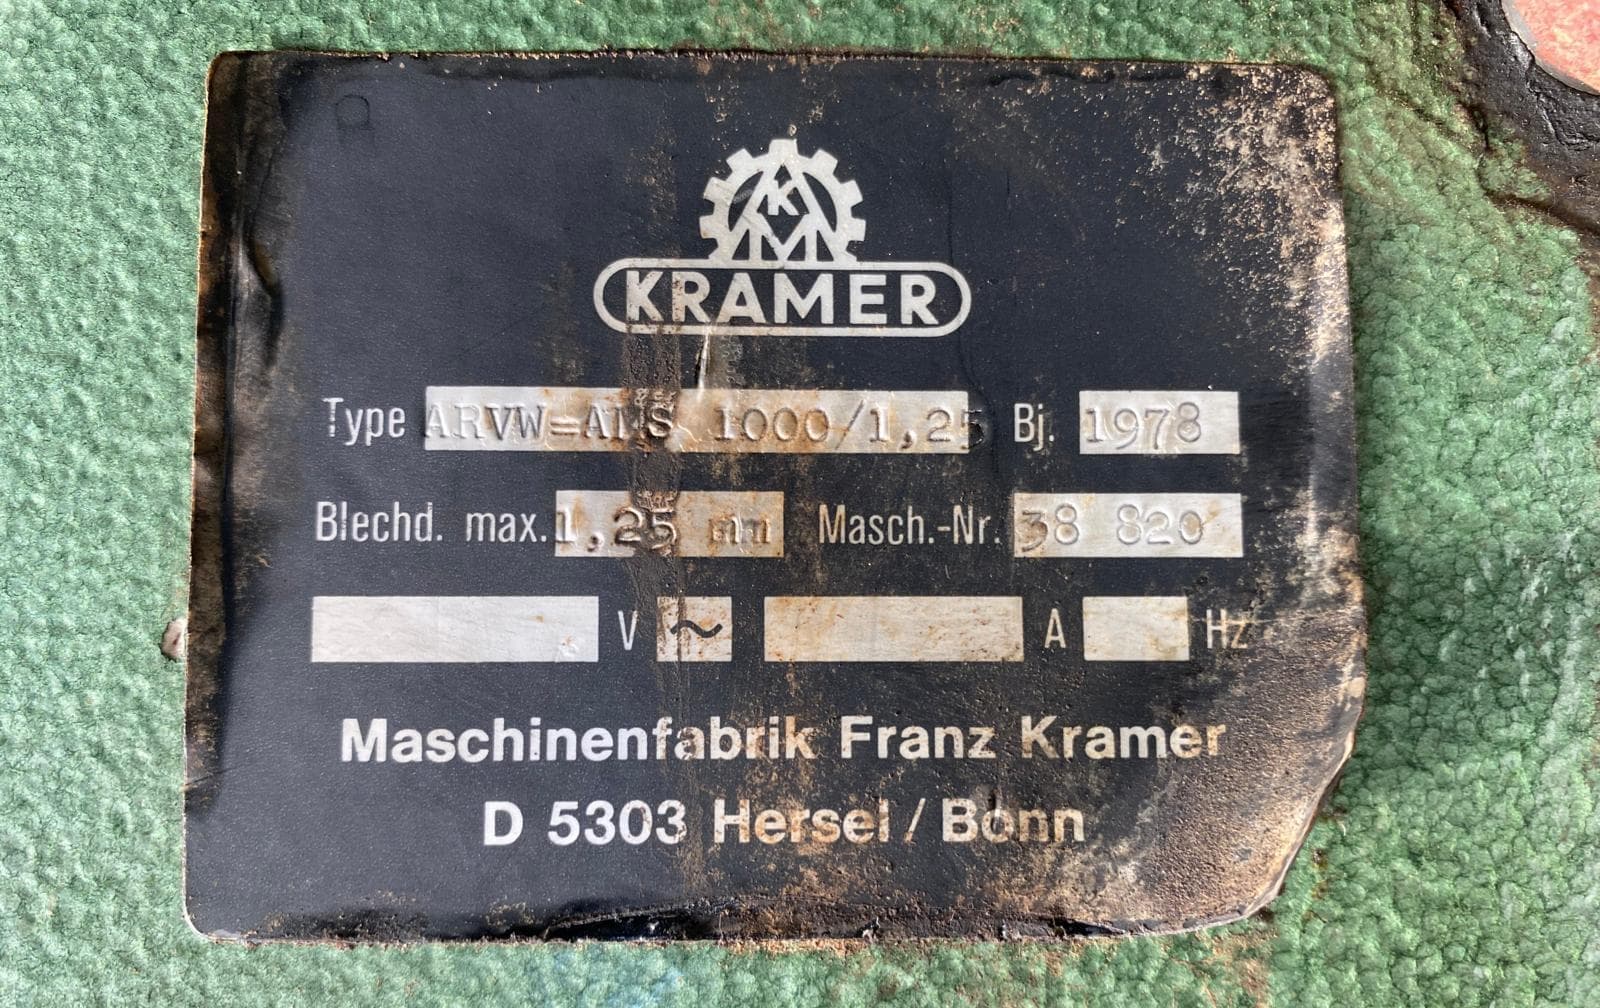 K
M
KRAMER
Type ARVW=AMS 1000/1,25 Bj. 1978
Blechd. max. 1,25 mm Masch.-Nr. 38 820
V ~ A Hz
Maschinenfabrik Franz Kramer
D 5303 Hersel / Bonn